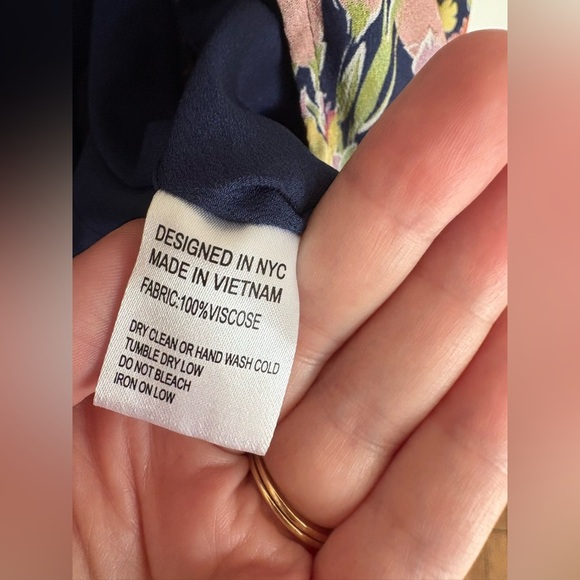 DESIGNED IN NYC
MADE IN VIETNAM
FABRIC:100%VISCOSE
DRY CLEAN OR HAND WASH COLD
TUMBLE DRY LOW
DO NOT BLEACH
IRON ON LOW